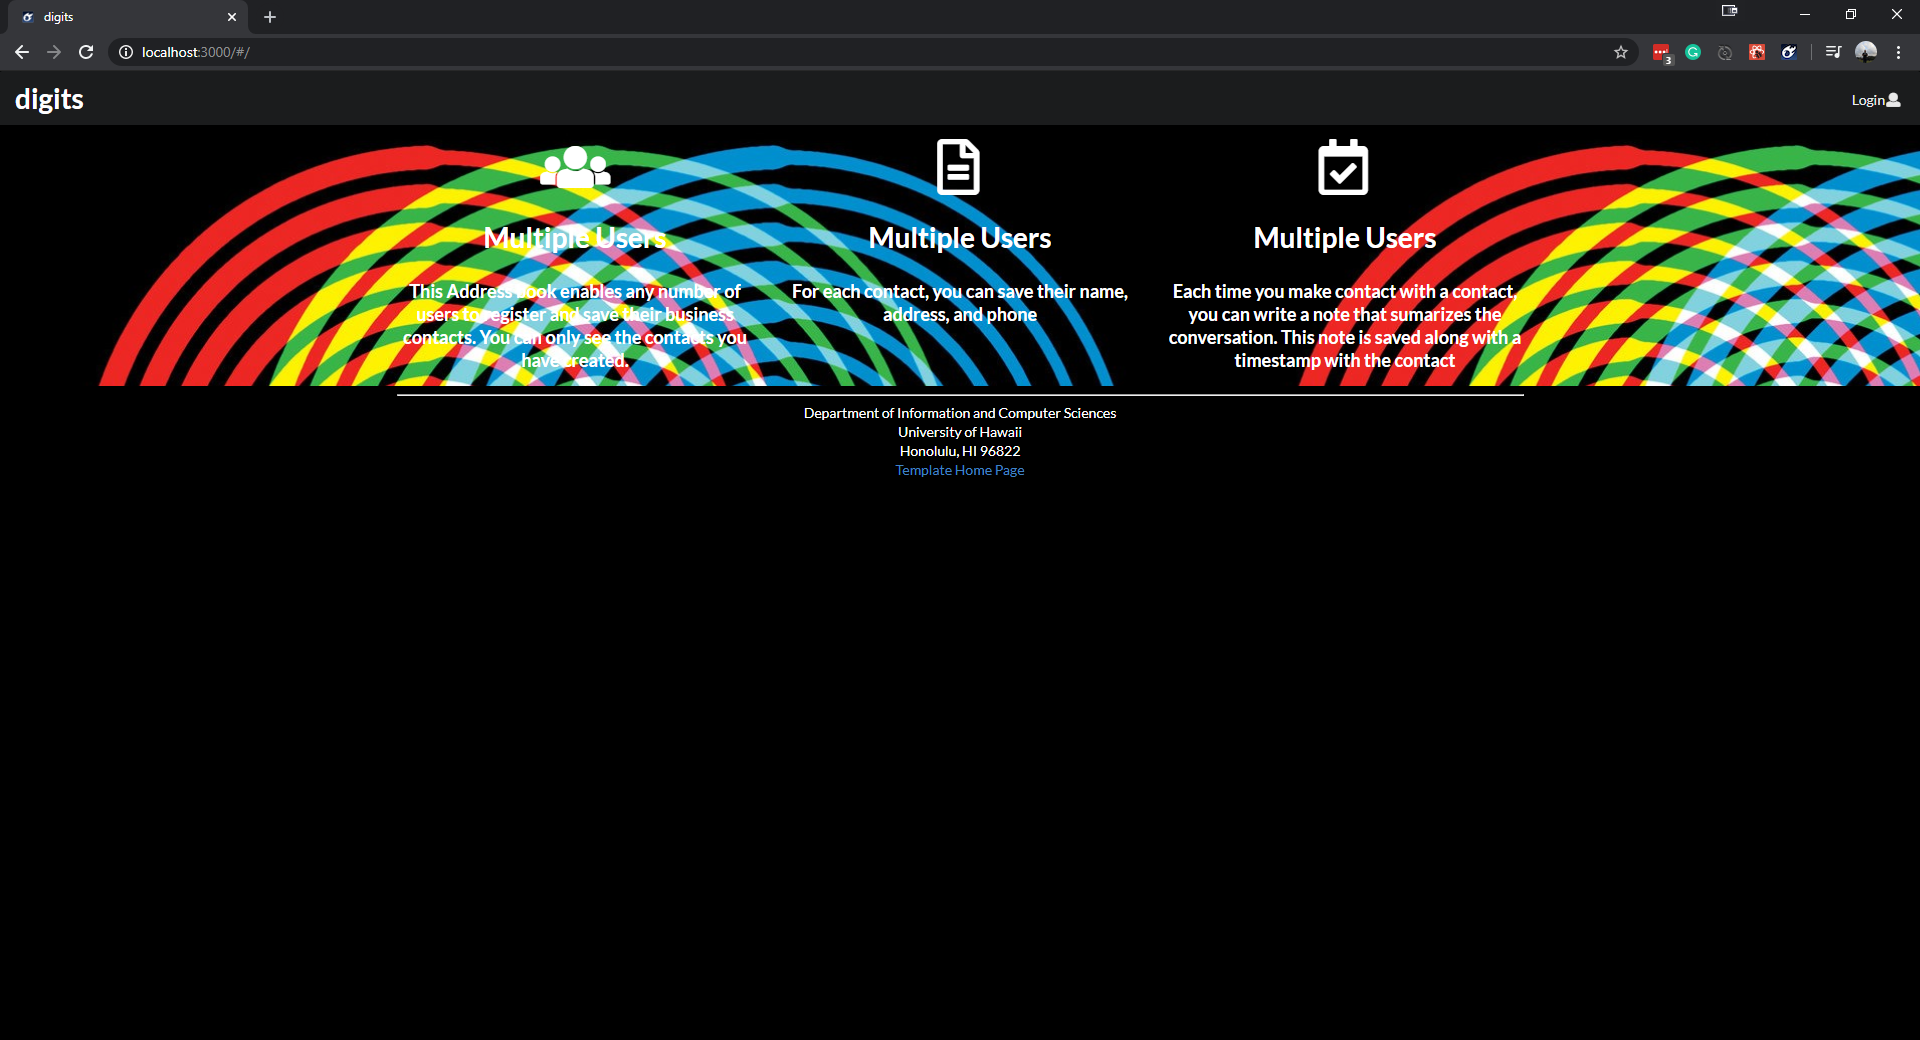 digits
localhost:3000/#/
3
digits
Login
Multiple Users
This Address book enables any number of
users to register and save their business
contacts. You can only see the contacts you
have created.
Multiple Users
For each contact, you can save their name,
address, and phone
Multiple Users
Each time you make contact with a contact,
you can write a note that sumarizes the
conversation. This note is saved along with a
timestamp with the contact
Department of Information and Computer Sciences
University of Hawaii
Honolulu, HI 96822
Template Home Page